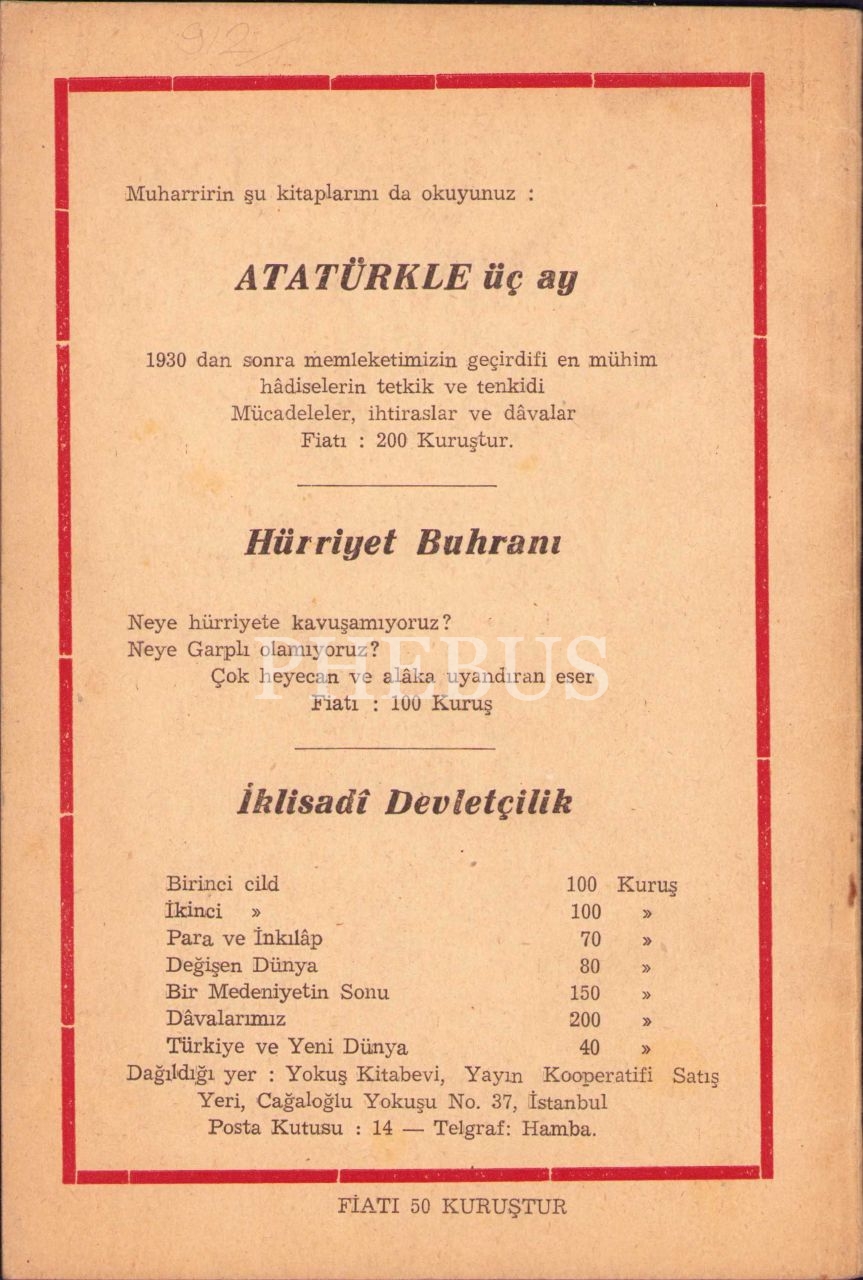 912
Muharririn şu kitaplarını da okuyunuz :
ATATÜRKLE üç ay
1930 dan sonra memleketimizin geçirdifi en mühim
hâdiselerin tetkik ve tenkidi
Mücadeleler, ihtiraslar ve dâvalar
Fiatı : 200 Kuruştur.
Hürriyet Buhranı
Neye hürriyete kavuşamıyoruz?
Neye Garplı olamıyoruz?
PHEBUS
Çok heyecan ve alâka uyandıran eser
Fiatı : 100 Kuruş
İklisadî Devletçilik
Birinci cild 100 Kuruş
İkinci » 100 »
Para ve İnkılâp 70 »
Değişen Dünya 80 »
Bir Medeniyetin Sonu 150 »
Dâvalarımız 200 »
Türkiye ve Yeni Dünya 40 »
Dağıldığı yer : Yokuş Kitabevi, Yayın Kooperatifi Satış
Yeri, Cağaloğlu Yokuşu No. 37, İstanbul
Posta Kutusu : 14 — Telgraf: Hamba.
FİATI 50 KURUŞTUR